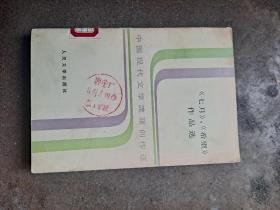 《七月》、《希望》
作品选
中国现代文学流派创作选
人民文学出版社